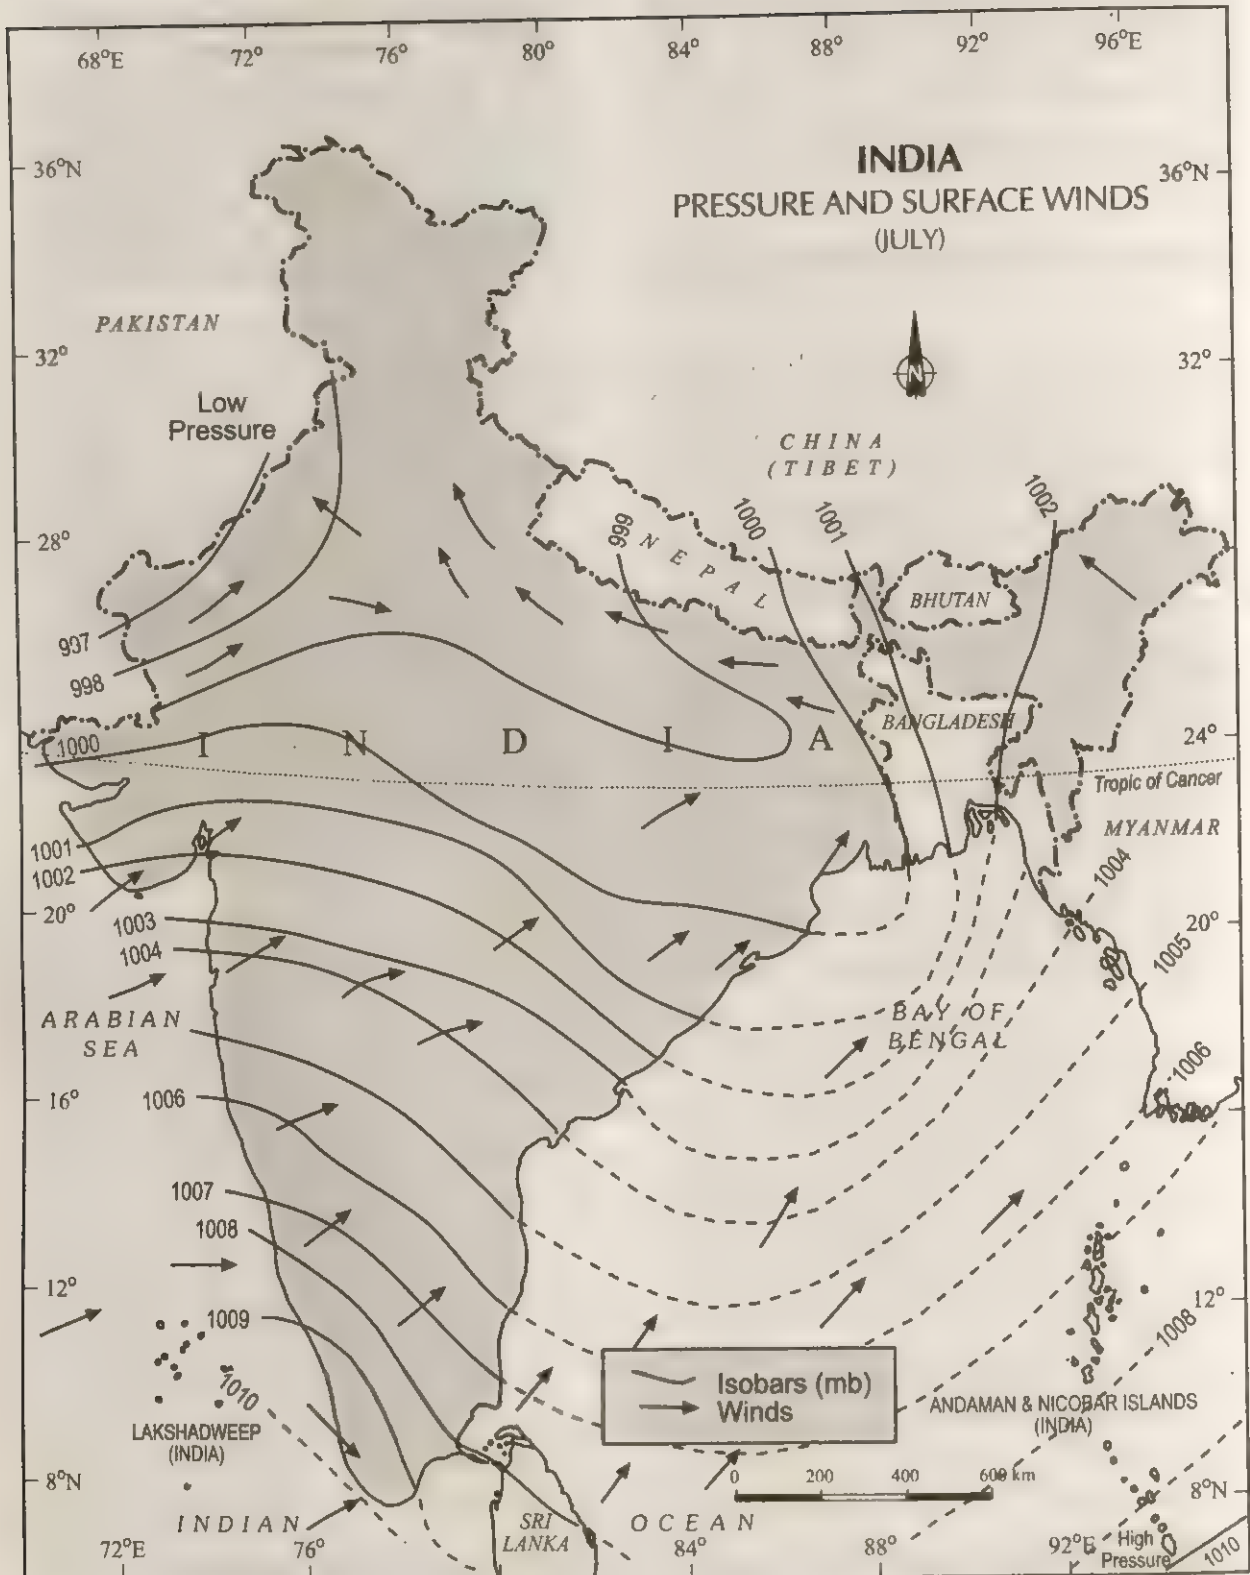 68°E 72° 76° 80° 84° 88° 92° 96°E
INDIA
PRESSURE AND SURFACE WINDS
(JULY)
36°N 36°N
PAKISTAN
32° 32°
N
Low
Pressure
CHINA
(TIBET)
999 1000 1001 1002
28°
NEPAL
BHUTAN
997
998
BANGLADESH
INDIA
24°
1000
Tropic of Cancer
MYANMAR
1001
1002
1004
20° 20°
1003
1004
1005
ARABIAN
SEA
BAY OF
BENGAL
1006
16°
1006
1007
1008
12° 12°
1009
1008
1010
Isobars (mb)
Winds
LAKSHADWEEP
(INDIA)
ANDAMAN & NICOBAR ISLANDS
(INDIA)
0 200 400 600 km
8°N 8°N
INDIAN OCEAN
SRI
LANKA
High
Pressure
1010
72°E 76° 84° 88° 92°E